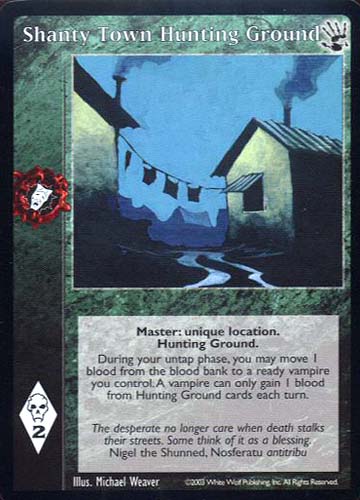 Shanty Town Hunting Ground
Master: unique location.
Hunting Ground.
During your untap phase, you may move 1
blood from the blood bank to a ready vampire
you control. A vampire can only gain 1 blood
from Hunting Ground cards each turn.
The desperate no longer care when death stalks
their streets. Some think of it as a blessing.
Nigel the Shunned, Nosferatu antitribu
2
Illus. Michael Weaver
©2003 White Wolf Publishing, Inc. All Rights Reserved.